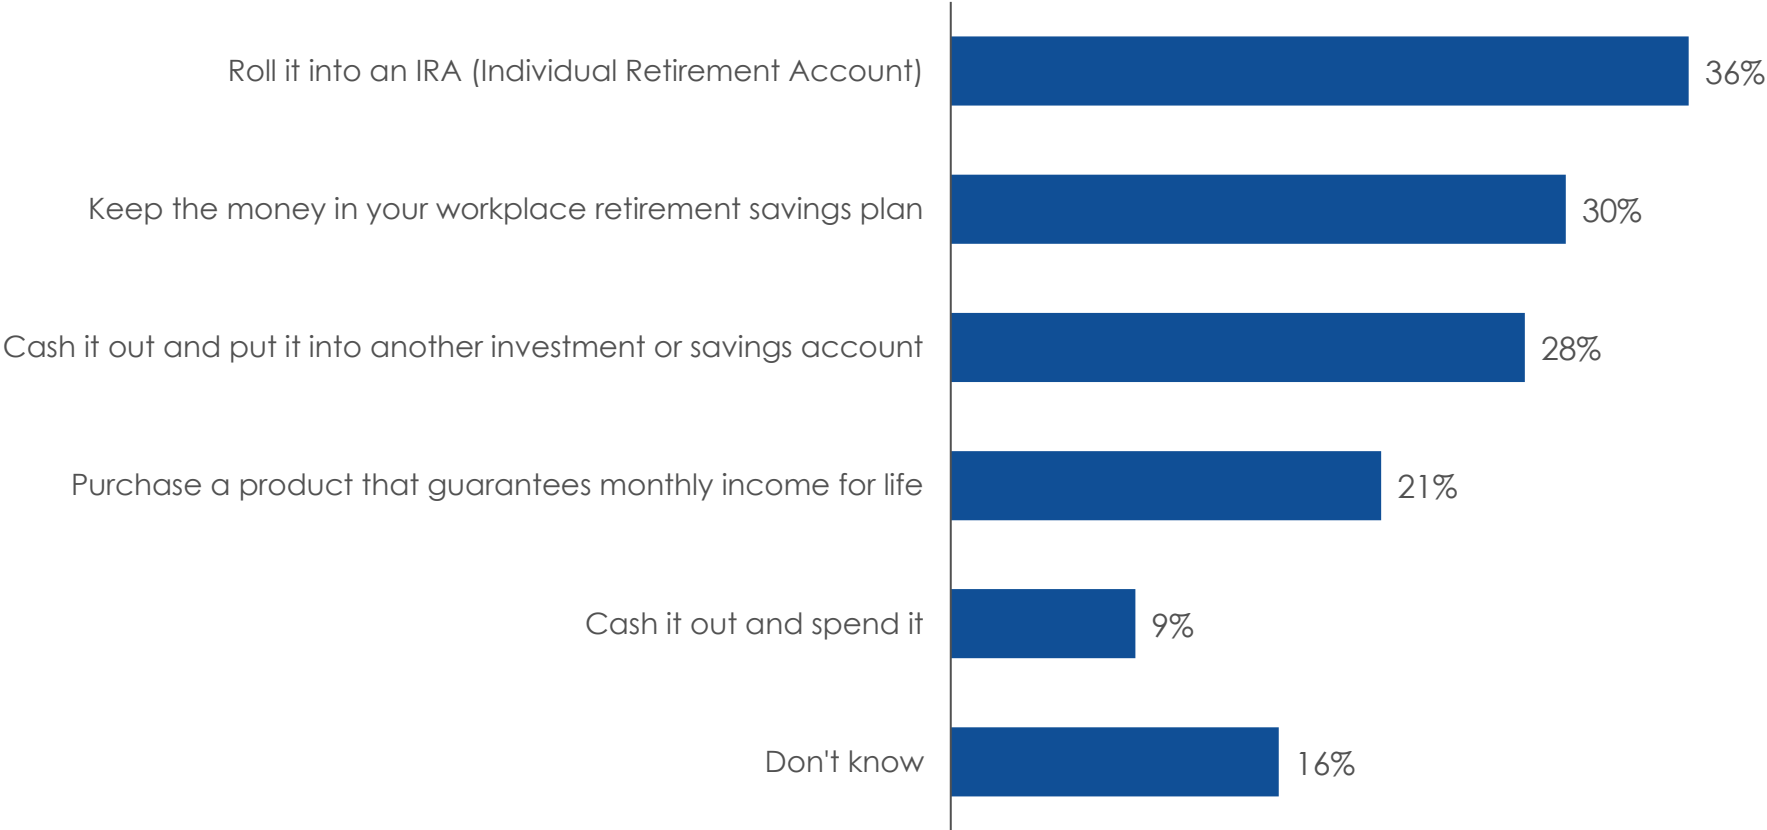 Roll it into an IRA (Individual Retirement Account) 36%
Keep the money in your workplace retirement savings plan 30%
Cash it out and put it into another investment or savings account 28%
Purchase a product that guarantees monthly income for life 21%
Cash it out and spend it 9%
Don't know 16%